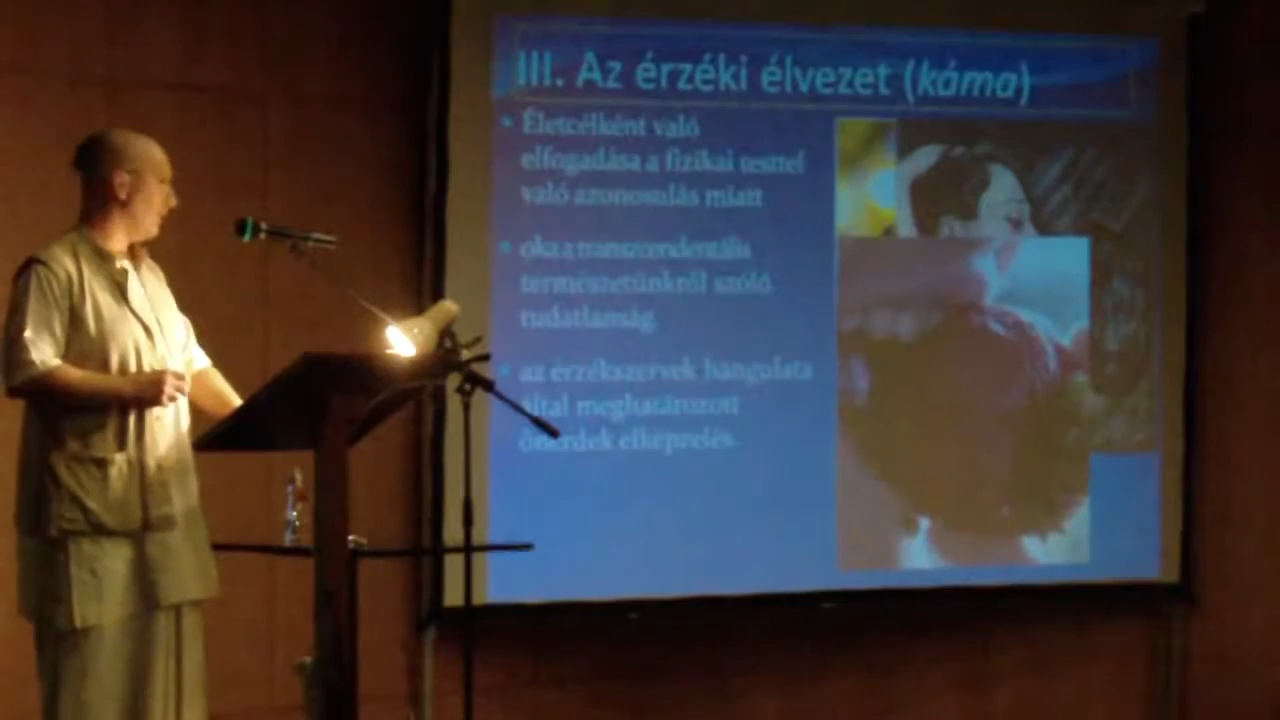 III. Az érzéki élvezet (káma)
• Életcélként való
elfogadása a fizikai testtel
való azonosulás miatt
• oka a transzcendentális
természetünkről szóló
tudatlanság.
• az érzékszervek hangulata
által meghatározott
önérdek elképzelés.